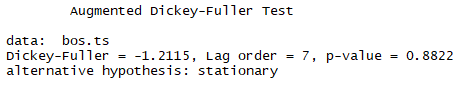 Augmented Dickey-Fuller Test
data:  bos.ts
Dickey-Fuller = -1.2115, Lag order = 7, p-value = 0.8822
alternative hypothesis: stationary